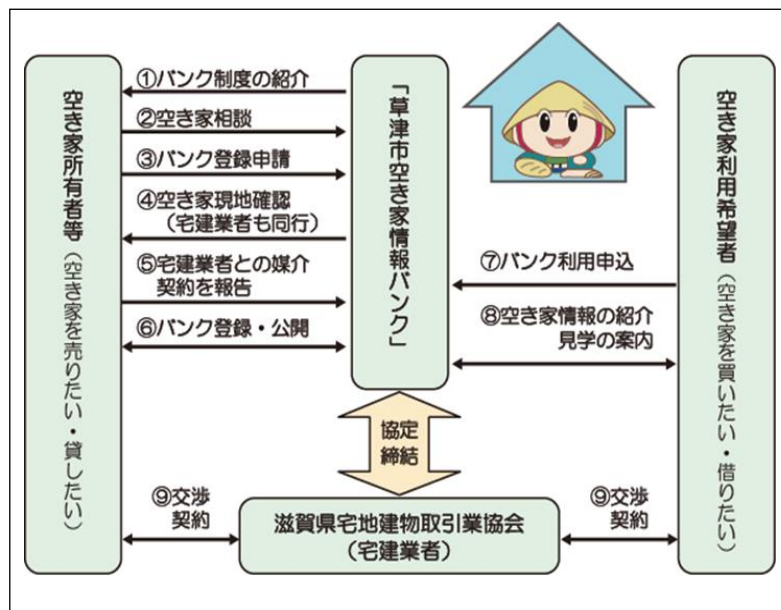 空き家所有者等（空き家を売りたい・貸したい）
①バンク制度の紹介
②空き家相談
③バンク登録申請
④空き家現地確認
（宅建業者も同行）
⑤宅建業者との媒介
契約を報告
⑥バンク登録・公開
「草津市空き家情報バンク」
⑦バンク利用申込
⑧空き家情報の紹介
見学の案内
空き家利用希望者（空き家を買いたい・借りたい）
協定
締結
⑨交渉
契約
滋賀県宅地建物取引業協会
（宅建業者）
⑨交渉
契約